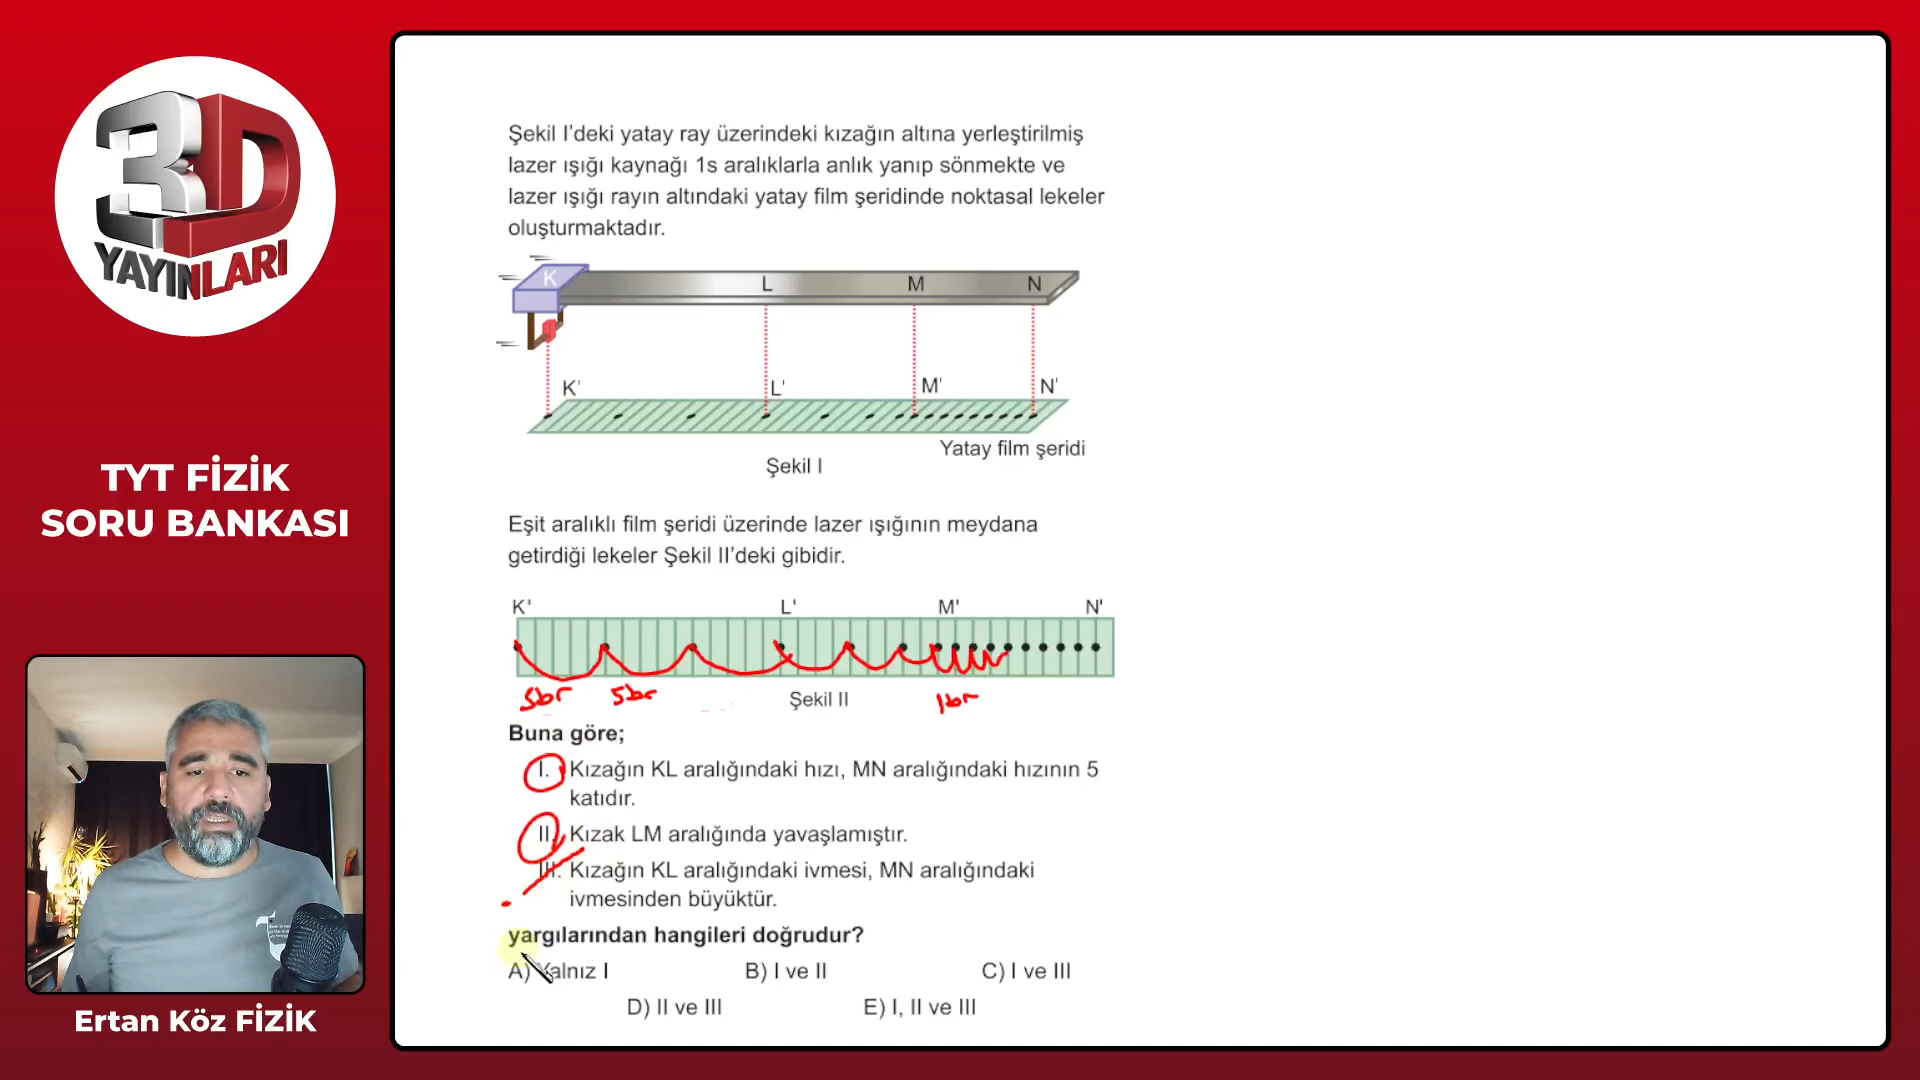 3D
YAYINLARI
TYT FİZİK
SORU BANKASI
Ertan Köz FİZİK
Şekil I’deki yatay ray üzerindeki kızağın altına yerleştirilmiş
lazer ışığı kaynağı 1s aralıklarla anlık yanıp sönmekte ve
lazer ışığı rayın altındaki yatay film şeridinde noktasal lekeler
oluşturmaktadır.
K L M N
K' L' M' N'
Yatay film şeridi
Şekil I
Eşit aralıklı film şeridi üzerinde lazer ışığının meydana
getirdiği lekeler Şekil II’deki gibidir.
K' L' M' N'
5br 5br Şekil II 1br
Buna göre;
I. Kızağın KL aralığındaki hızı, MN aralığındaki hızının 5
katıdır.
II. Kızak LM aralığında yavaşlamıştır.
III. Kızağın KL aralığındaki ivmesi, MN aralığındaki
ivmesinden büyüktür.
yargılarından hangileri doğrudur?
A) Yalnız I B) I ve II C) I ve III
D) II ve III E) I, II ve III